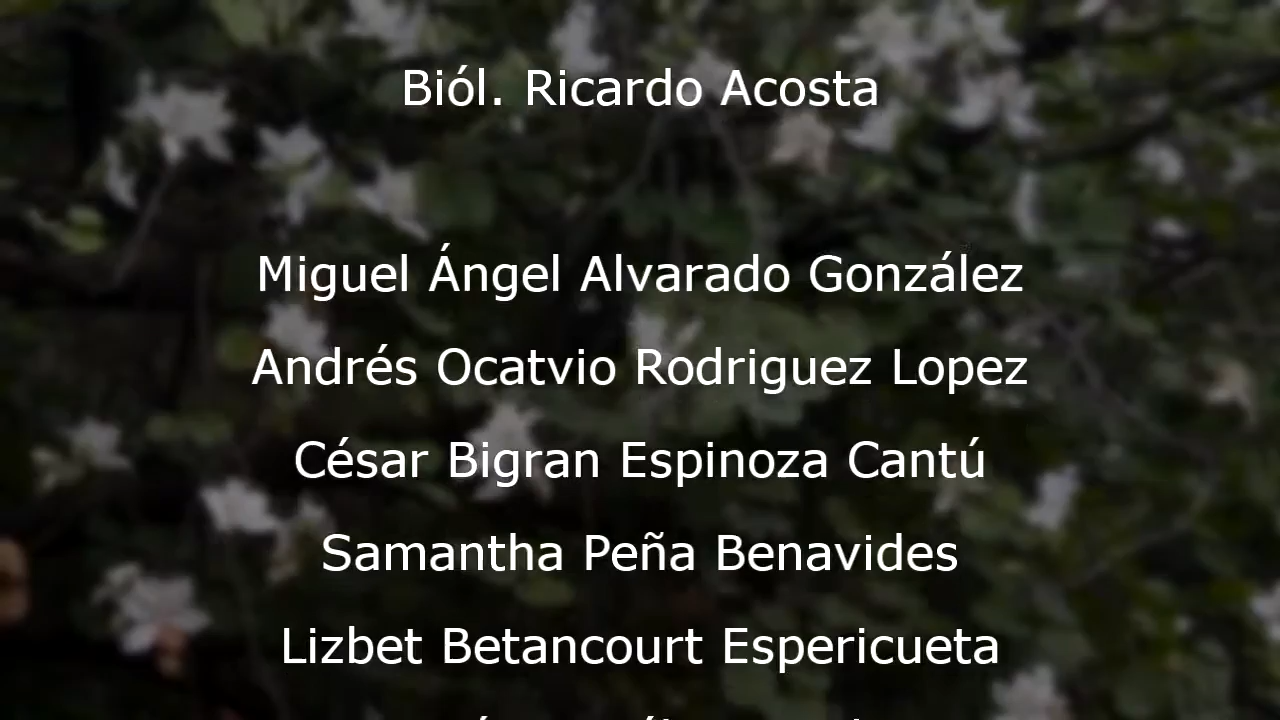 Biól. Ricardo Acosta
Miguel Ángel Alvarado González
Andrés Ocatvio Rodriguez Lopez
César Bigran Espinoza Cantú
Samantha Peña Benavides
Lizbet Betancourt Espericueta